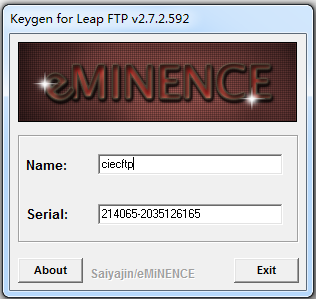 Keygen for Leap FTP v2.7.2.592
eMINENCE
Name:
ciecftp
Serial:
214065-2035126165
About
Saiyajin/eMiNENCE
Exit